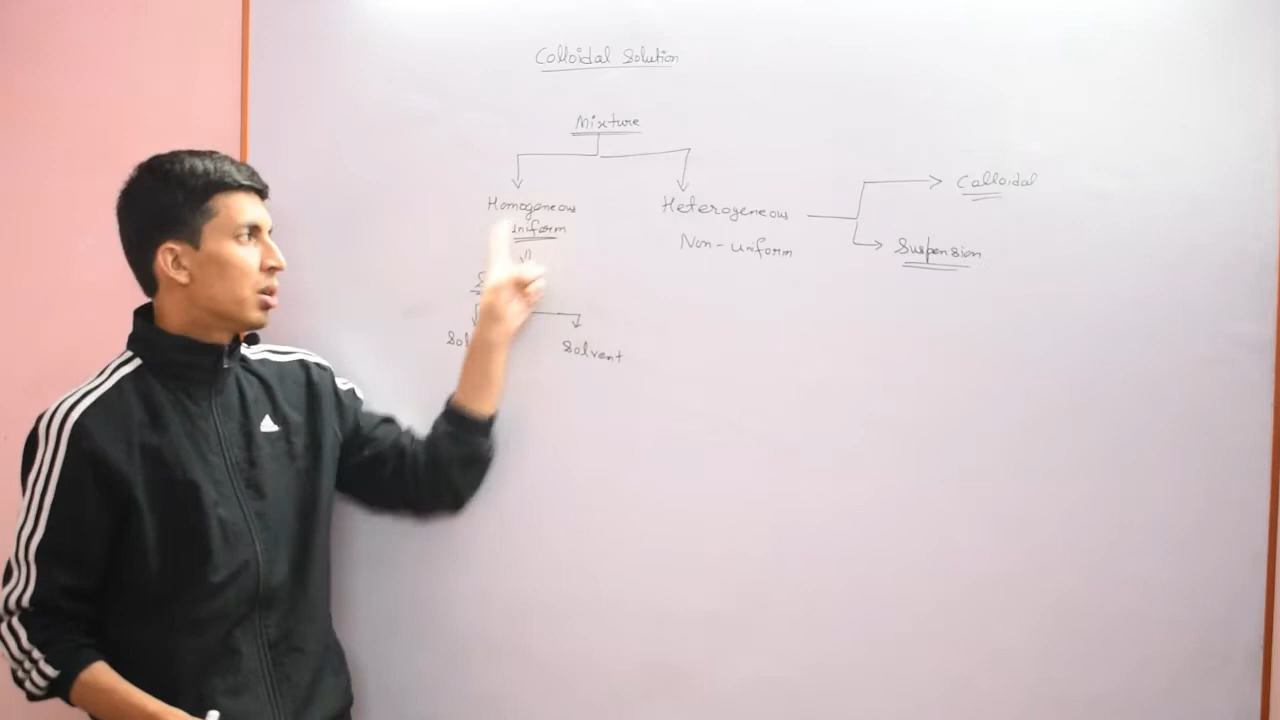 Colloidal Solution
Mixture
Homogeneous
uniform
Heterogeneous
Non-uniform
Colloidal
Suspension
Solvent